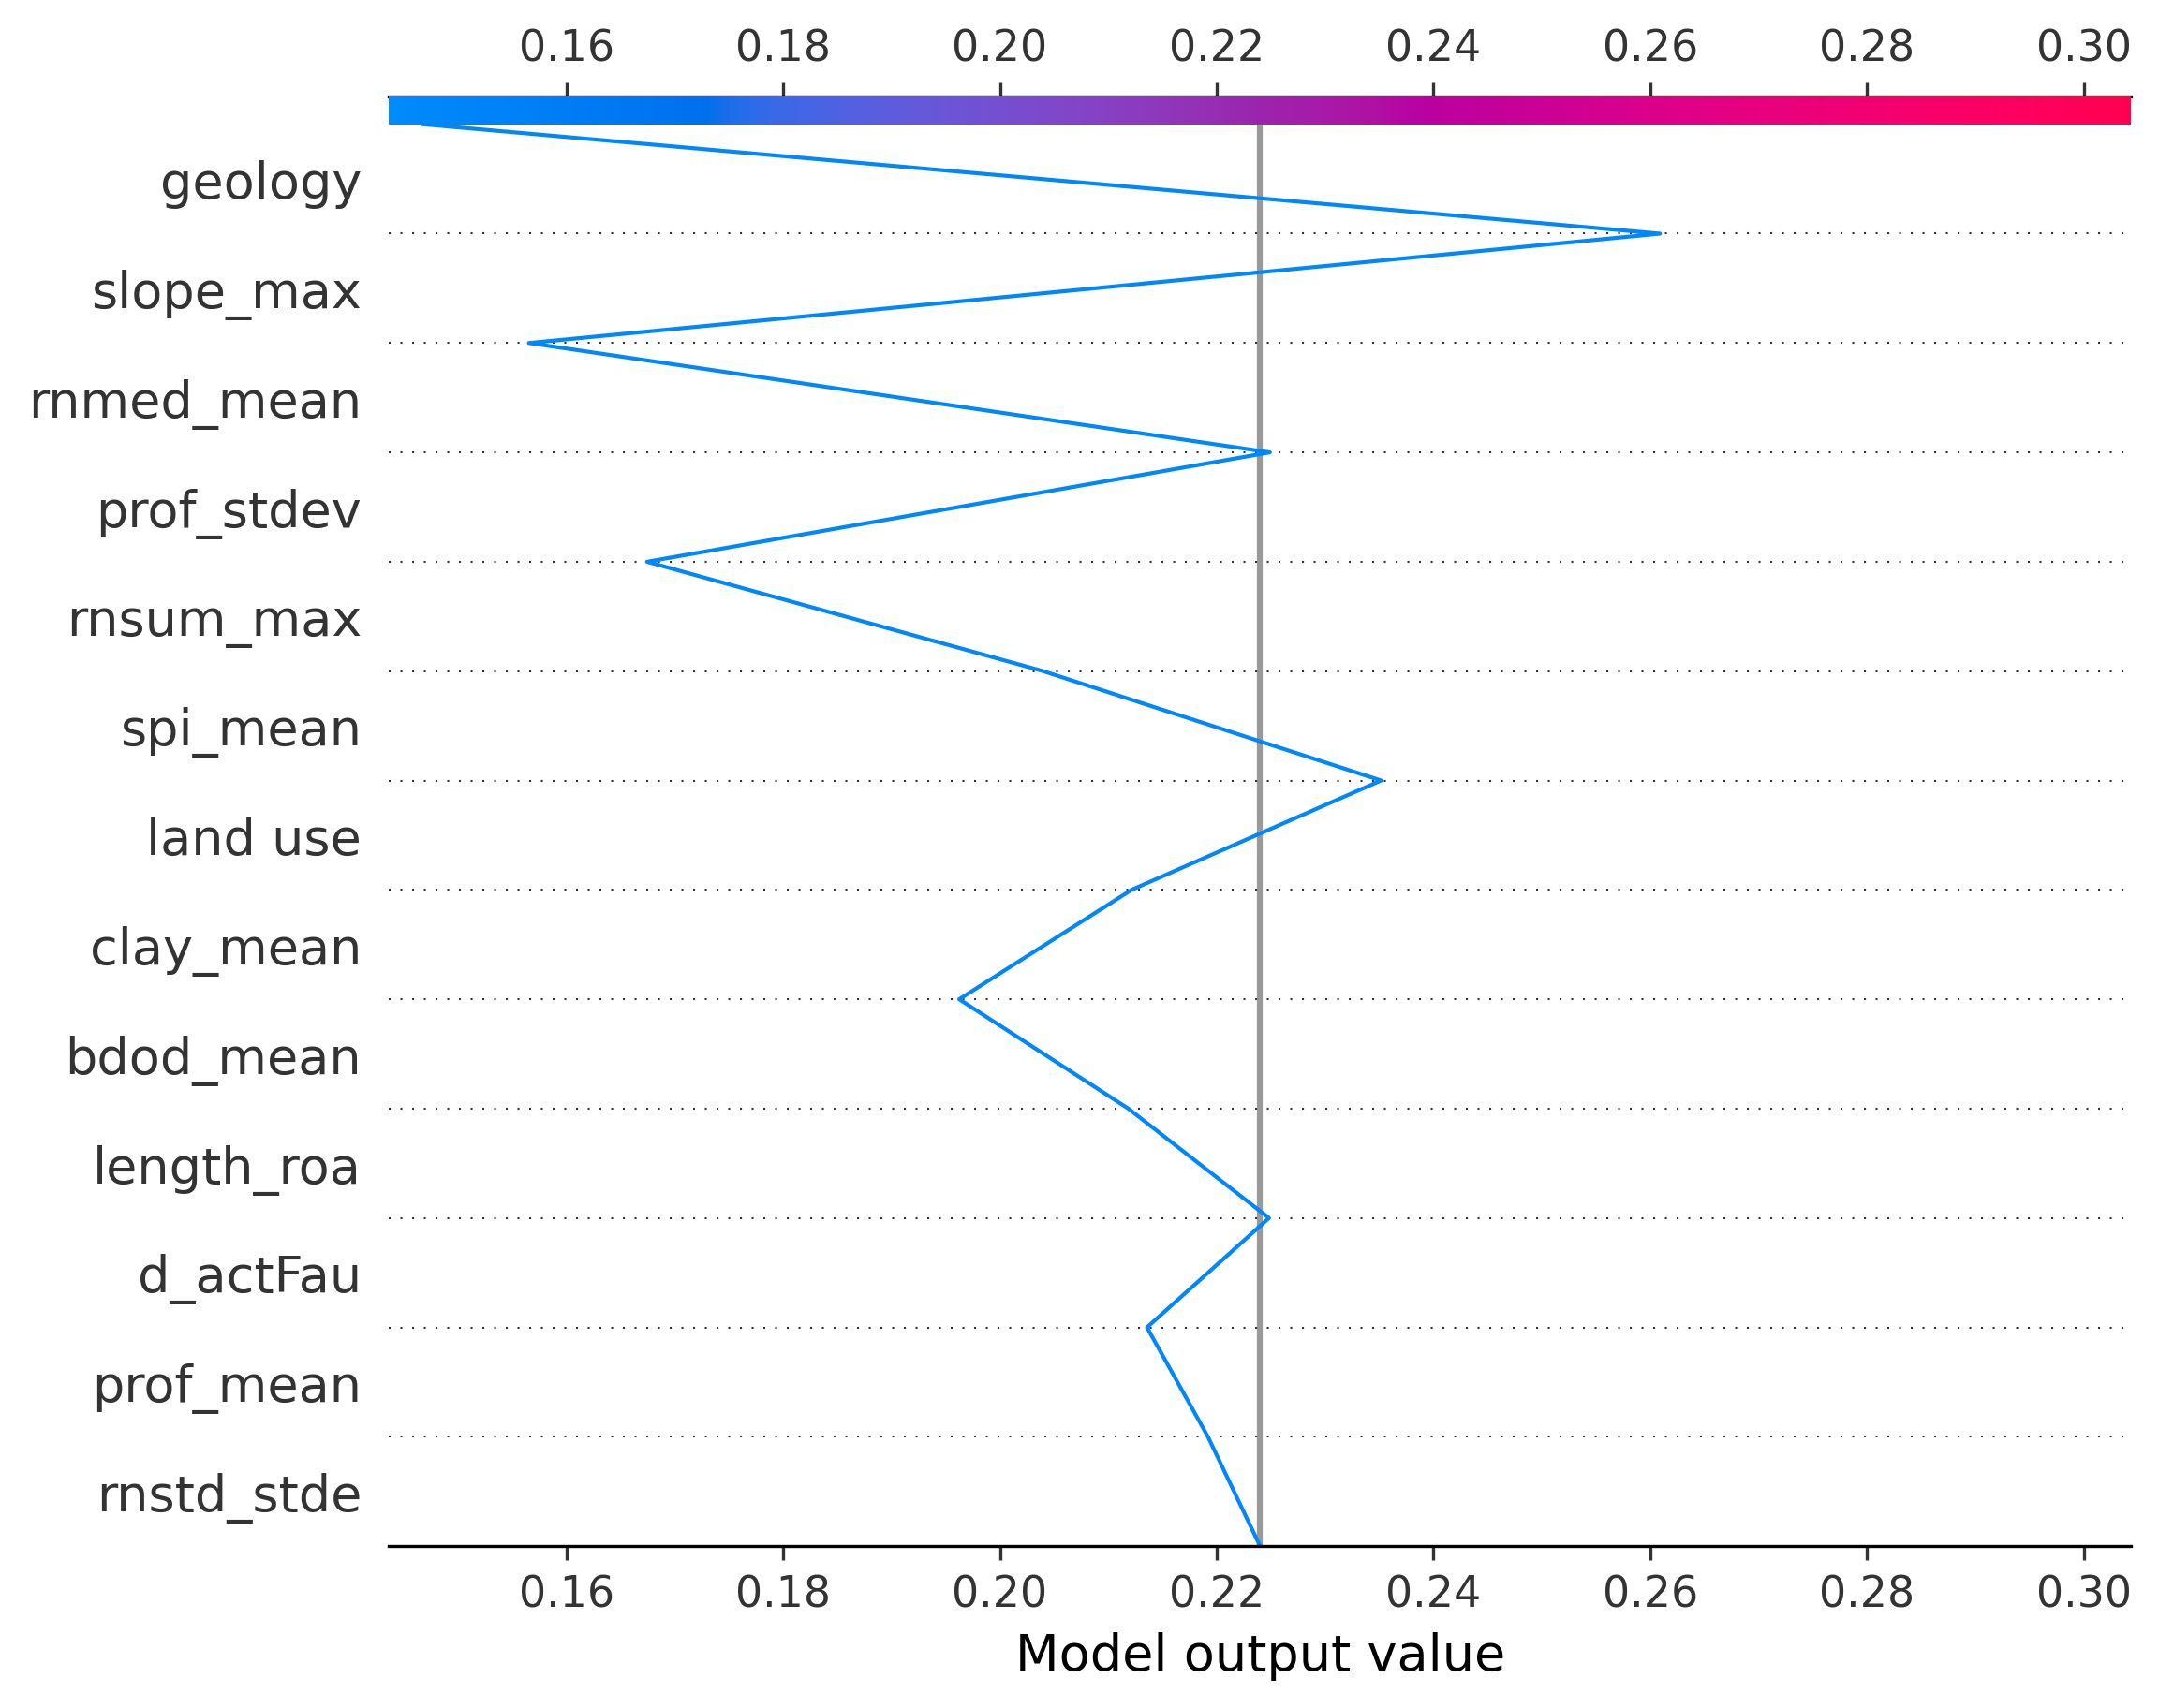 0.16 0.18 0.20 0.22 0.24 0.26 0.28 0.30
geology
slope_max
rnmed_mean
prof_stdev
rnsum_max
spi_mean
land use
clay_mean
bdod_mean
length_roa
d_actFau
prof_mean
rnstd_stde
0.16 0.18 0.20 0.22 0.24 0.26 0.28 0.30
Model output value